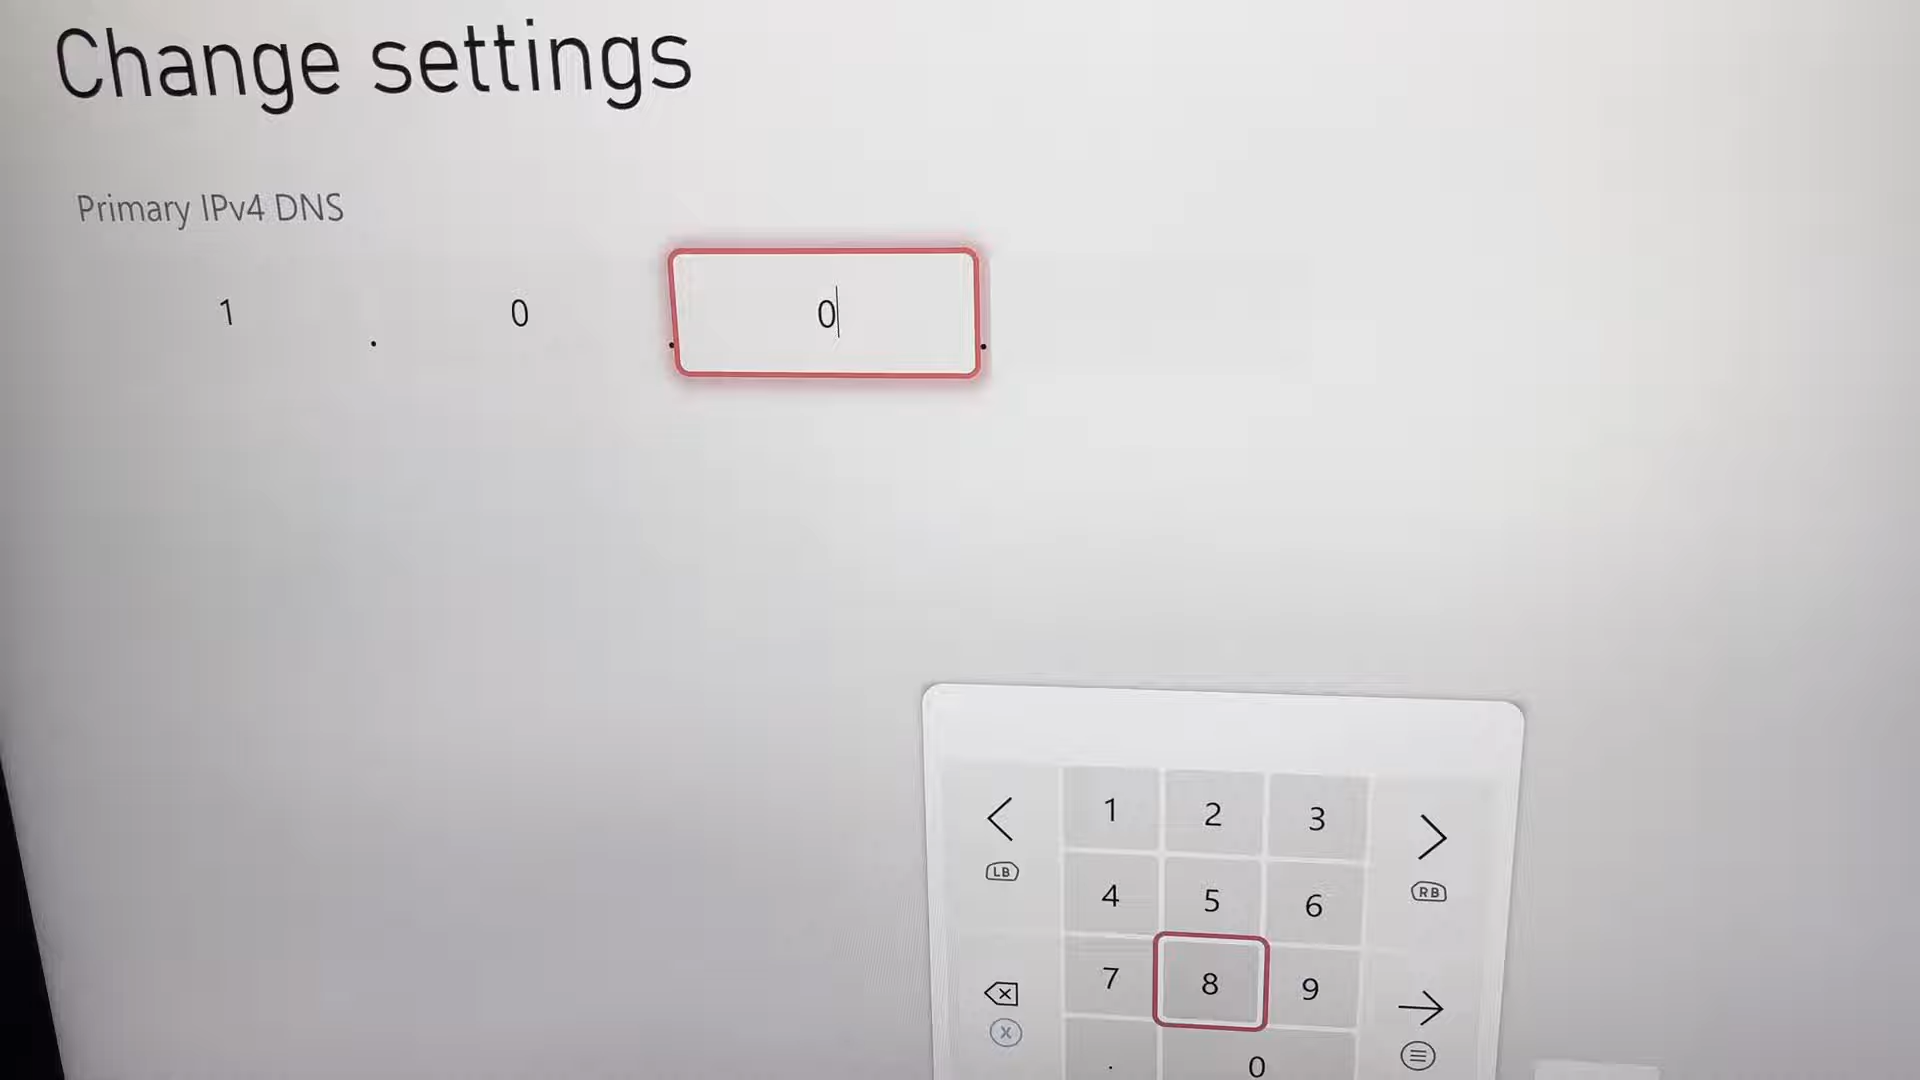 Change settings
Primary IPv4 DNS
1 . 0 . 0 .
1 2 3
LB RB
4 5 6
7 8 9
X
. 0